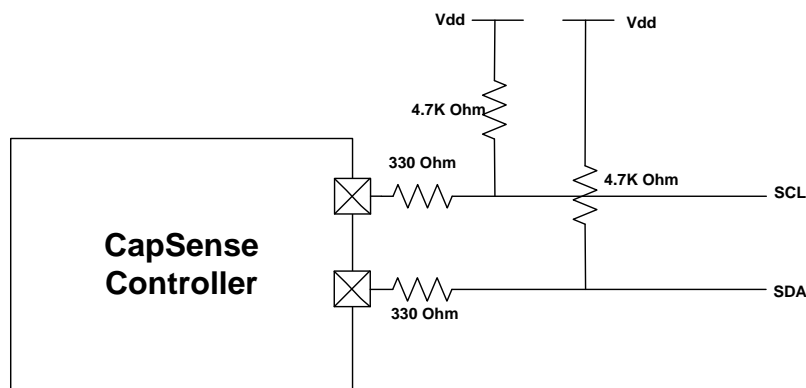 Vdd
Vdd
4.7K Ohm
330 Ohm
4.7K Ohm
SCL
CapSense
Controller
SDA
330 Ohm